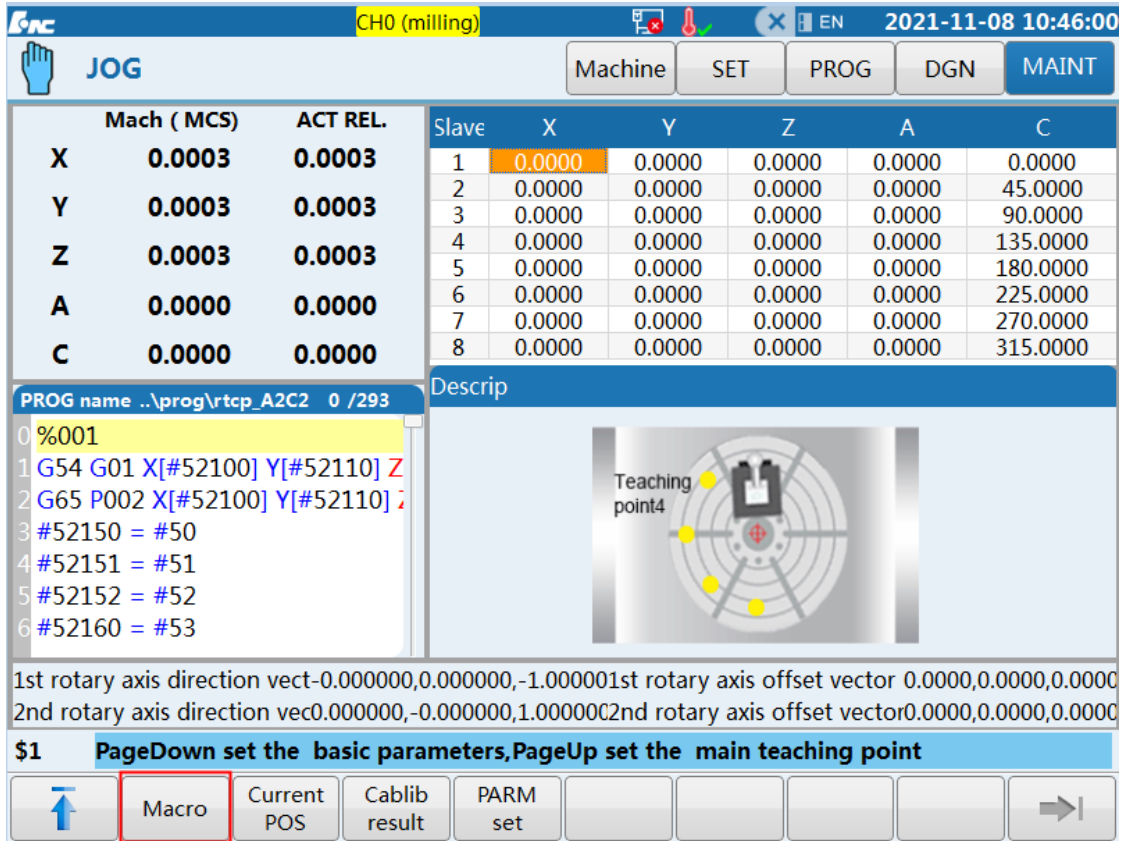 HNC CH0 (milling) EN 2021-11-08 10:46:00
JOG Machine SET PROG DGN MAINT
Mach ( MCS) ACT REL.
X 0.0003 0.0003
Y 0.0003 0.0003
Z 0.0003 0.0003
A 0.0000 0.0000
C 0.0000 0.0000
Slave X Y Z A C
1 0.0000 0.0000 0.0000 0.0000 0.0000
2 0.0000 0.0000 0.0000 0.0000 45.0000
3 0.0000 0.0000 0.0000 0.0000 90.0000
4 0.0000 0.0000 0.0000 0.0000 135.0000
5 0.0000 0.0000 0.0000 0.0000 180.0000
6 0.0000 0.0000 0.0000 0.0000 225.0000
7 0.0000 0.0000 0.0000 0.0000 270.0000
8 0.0000 0.0000 0.0000 0.0000 315.0000
PROG name ..\prog\rtcp_A2C2 0 /293
0 %001
1 G54 G01 X[#52100] Y[#52110] Z
2 G65 P002 X[#52100] Y[#52110] Z
3 #52150 = #50
4 #52151 = #51
5 #52152 = #52
6 #52160 = #53
Descrip
Teaching
point4
1st rotary axis direction vect-0.000000,0.000000,-1.000001st rotary axis offset vector 0.0000,0.0000,0.0000
2nd rotary axis direction vec0.000000,-0.000000,1.0000002nd rotary axis offset vector0.0000,0.0000,0.0000
$1 PageDown set the basic parameters,PageUp set the main teaching point
Macro
Current
POS
Cablib
result
PARM
set